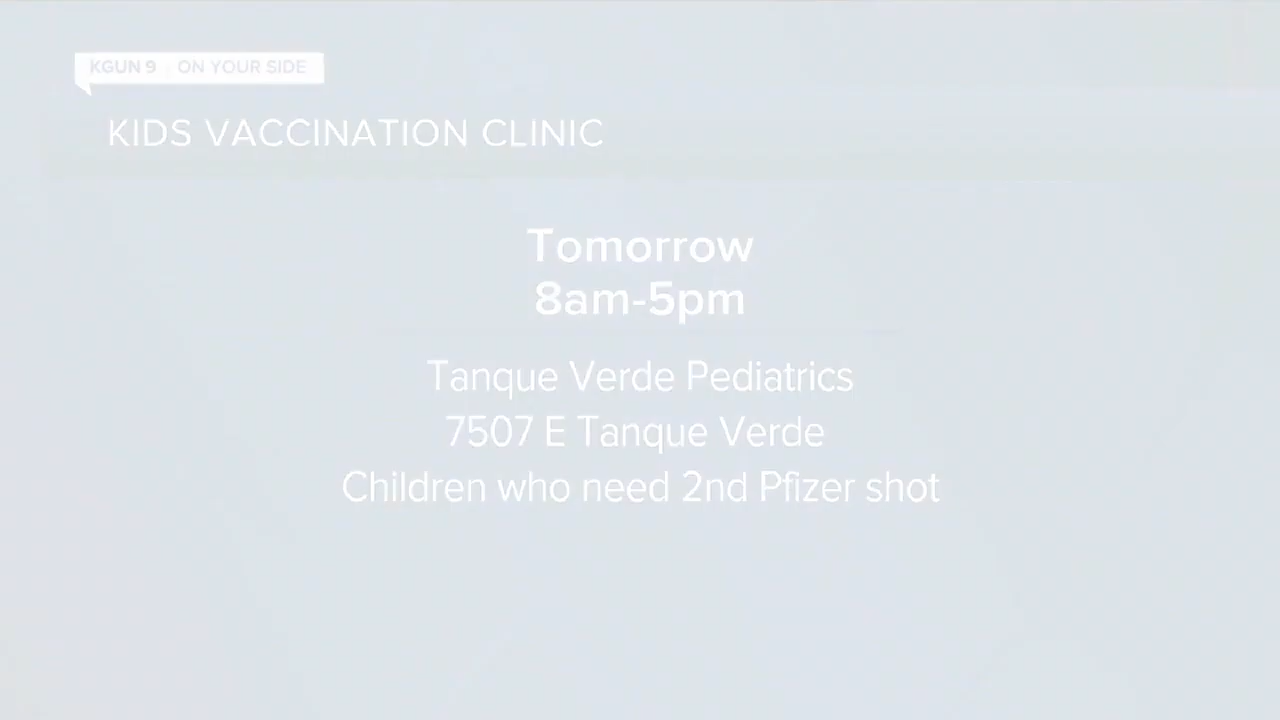 KGUN 9 ON YOUR SIDE
KIDS VACCINATION CLINIC
Tomorrow
8am-5pm
Tanque Verde Pediatrics
7507 E Tanque Verde
Children who need 2nd Pfizer shot